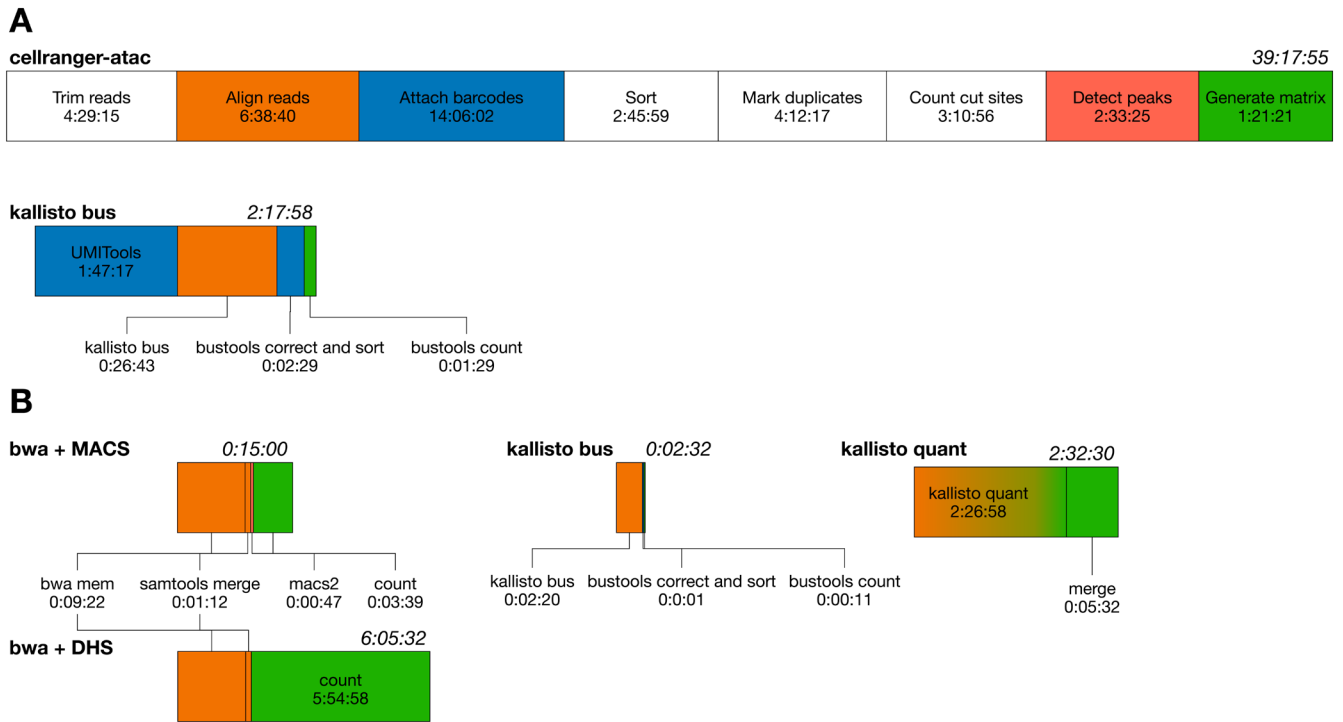 A
cellranger-atac
39:17:55
Trim reads
4:29:15
Align reads
6:38:40
Attach barcodes
14:06:02
Sort
2:45:59
Mark duplicates
4:12:17
Count cut sites
3:10:56
Detect peaks
2:33:25
Generate matrix
1:21:21
kallisto bus
2:17:58
UMITools
1:47:17
kallisto bus
0:26:43
bustools correct and sort
0:02:29
bustools count
0:01:29
B
bwa + MACS
0:15:00
bwa mem
0:09:22
samtools merge
0:01:12
macs2
0:00:47
count
0:03:39
bwa + DHS
6:05:32
count
5:54:58
kallisto bus
0:02:32
kallisto bus
0:02:20
bustools correct and sort
0:0:01
bustools count
0:00:11
kallisto quant
2:32:30
kallisto quant
2:26:58
merge
0:05:32